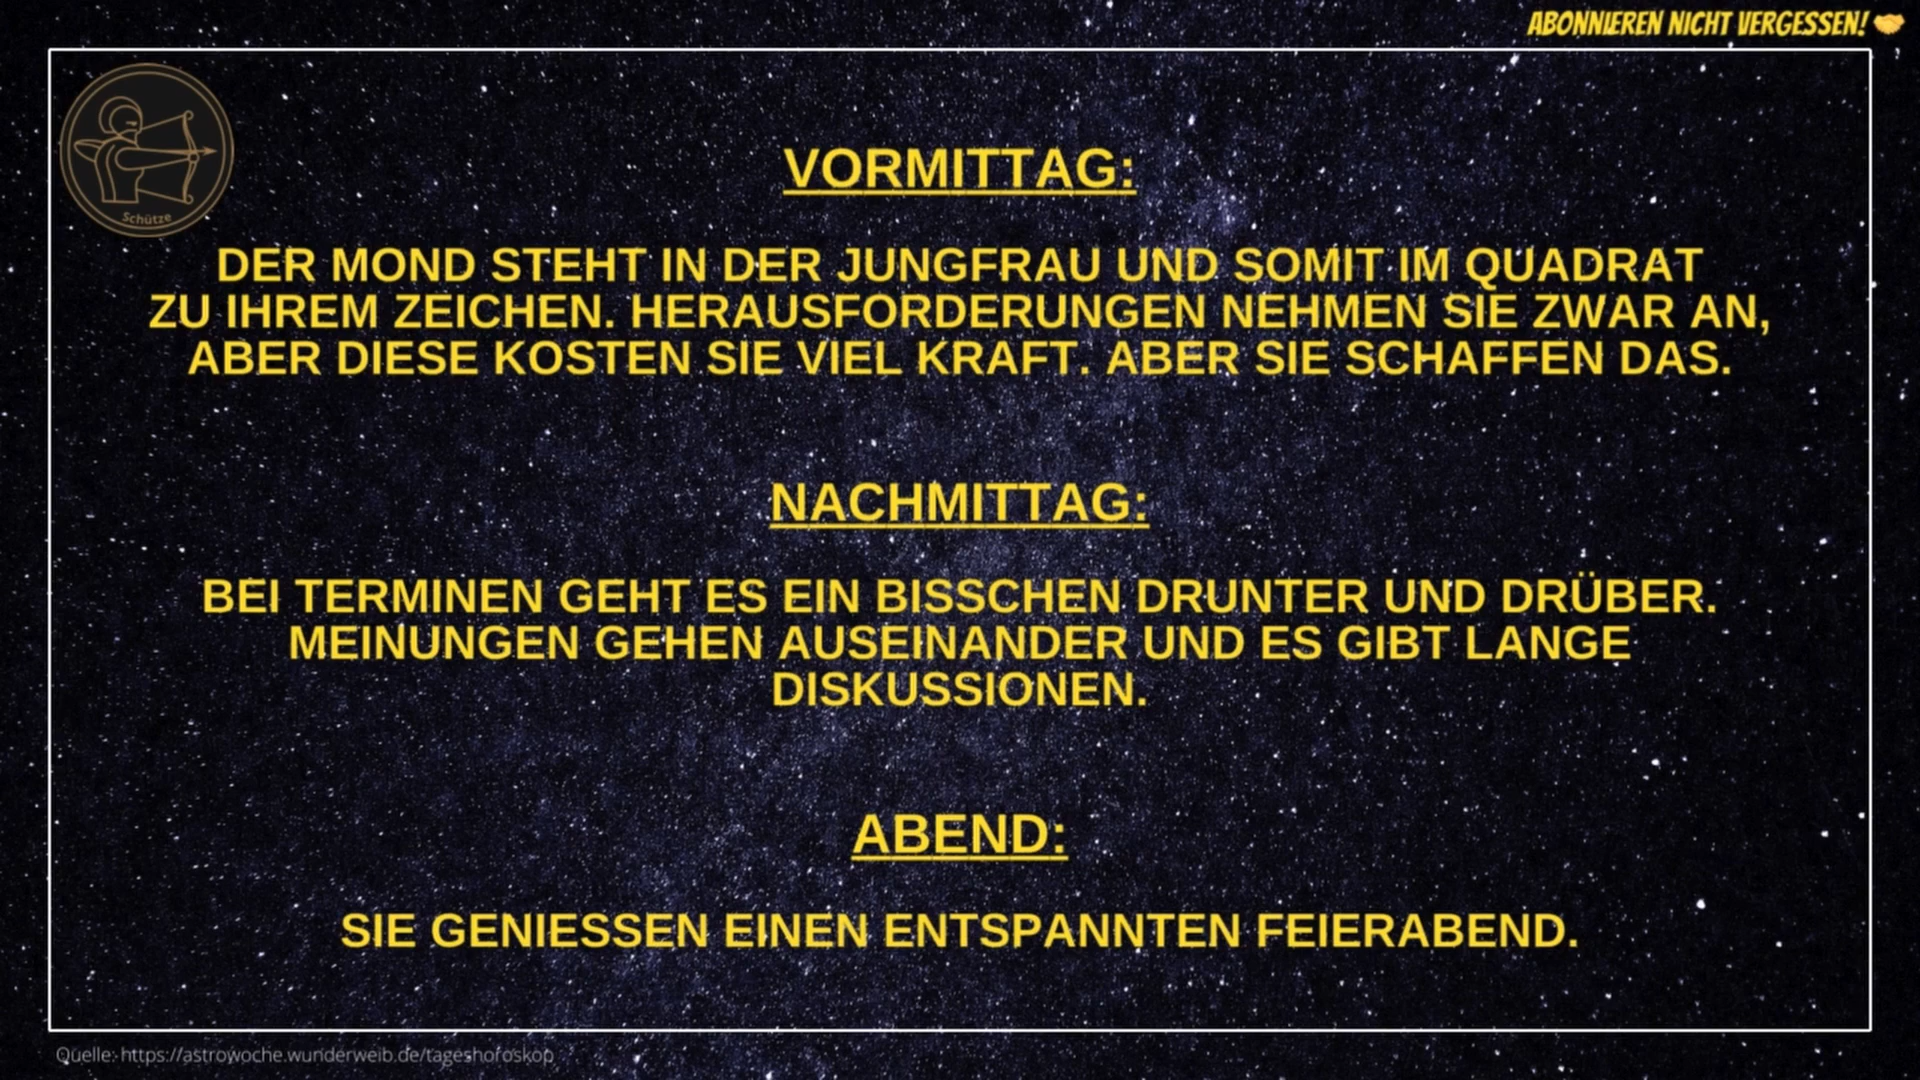 ABONNIEREN NICHT VERGESSEN!
Schütze
VORMITTAG:
DER MOND STEHT IN DER JUNGFRAU UND SOMIT IM QUADRAT
ZU IHREM ZEICHEN. HERAUSFORDERUNGEN NEHMEN SIE ZWAR AN,
ABER DIESE KOSTEN SIE VIEL KRAFT. ABER SIE SCHAFFEN DAS.
NACHMITTAG:
BEI TERMINEN GEHT ES EIN BISSCHEN DRUNTER UND DRÜBER.
MEINUNGEN GEHEN AUSEINANDER UND ES GIBT LANGE
DISKUSSIONEN.
ABEND:
SIE GENIESSEN EINEN ENTSPANNTEN FEIERABEND.
Quelle: https://astrowoche.wunderweib.de/tageshoroskop